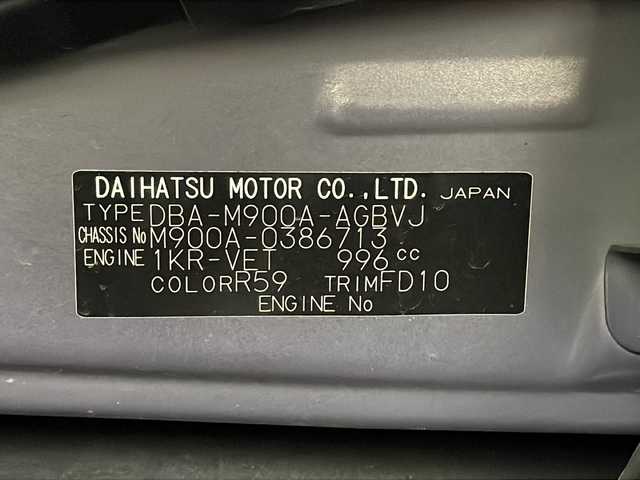 DAIHATSU MOTOR CO.,LTD. JAPAN
TYPE DBA-M900A-AGBVJ
CHASSIS No M900A-0386713
ENGINE 1KR-VET 996 cc
COLOR R59 TRIM FD10
ENGINE No